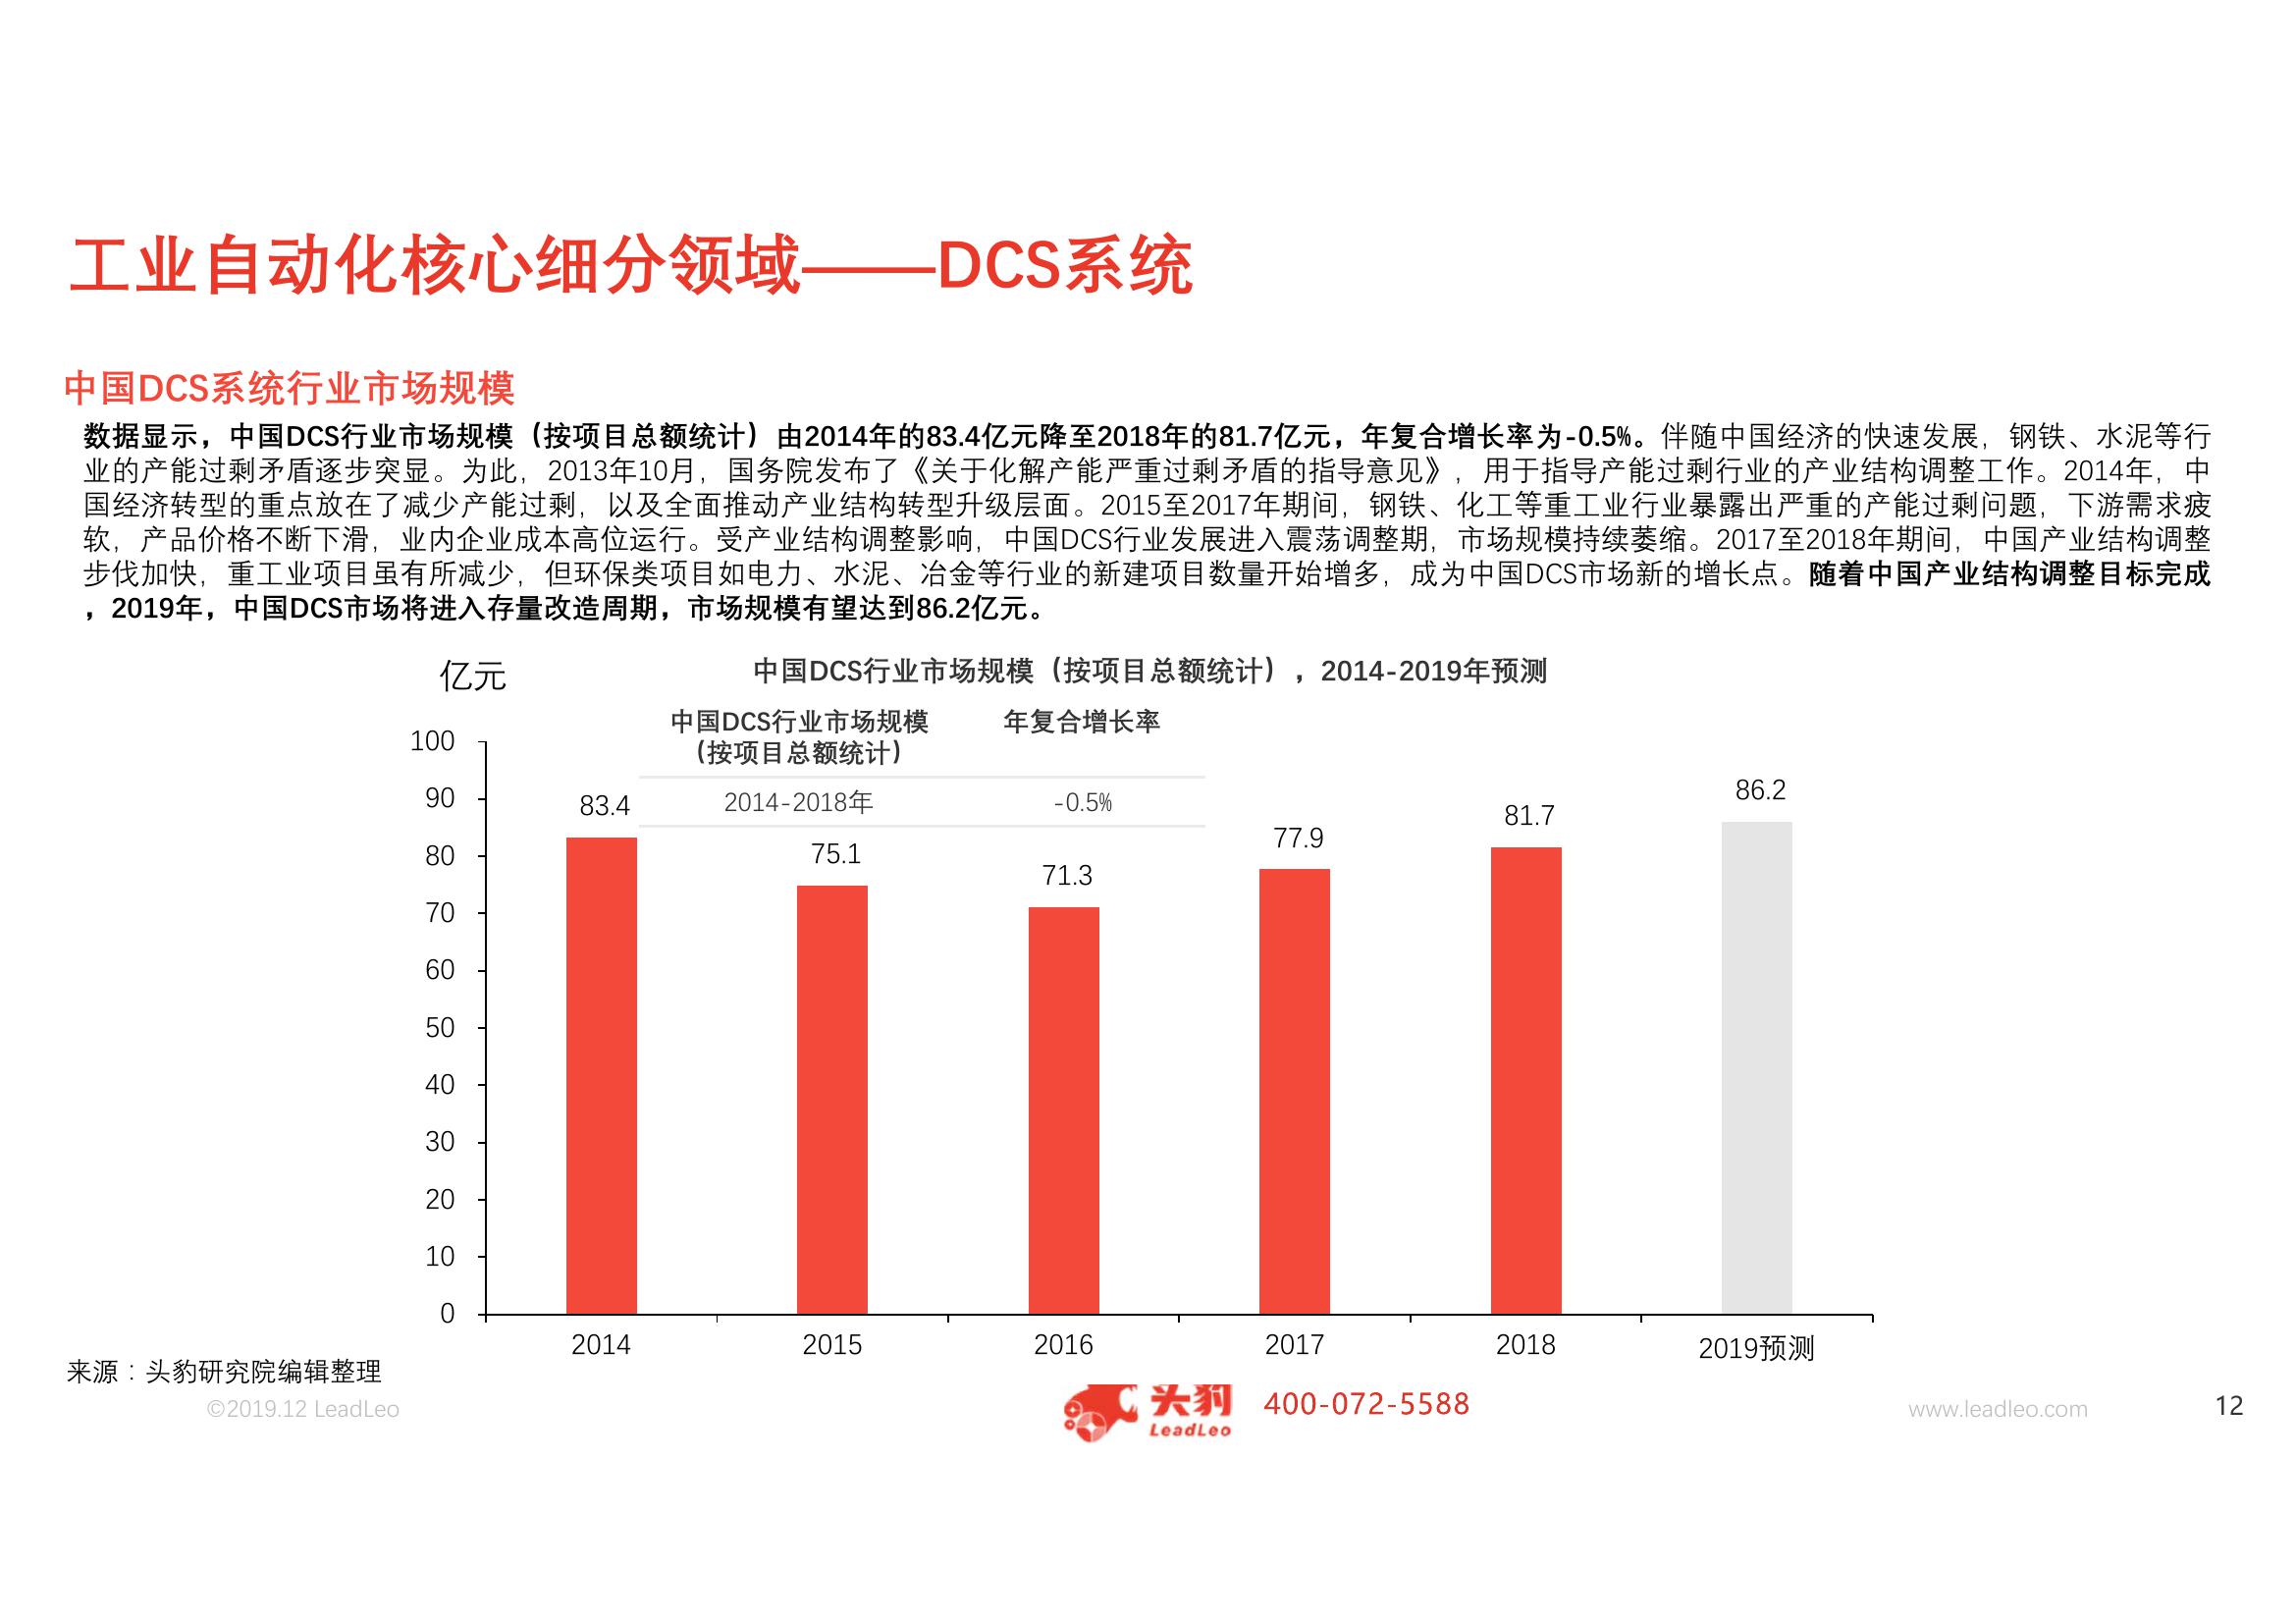 工业自动化核心细分领域——DCS系统
中国DCS系统行业市场规模
数据显示，中国DCS行业市场规模（按项目总额统计）由2014年的83.4亿元降至2018年的81.7亿元，年复合增长率为-0.5%。伴随中国经济的快速发展，钢铁、水泥等行
业的产能过剩矛盾逐步突显。为此，2013年10月，国务院发布了《关于化解产能严重过剩矛盾的指导意见》，用于指导产能过剩行业的产业结构调整工作。2014年，中
国经济转型的重点放在了减少产能过剩，以及全面推动产业结构转型升级层面。2015至2017年期间，钢铁、化工等重工业行业暴露出严重的产能过剩问题，下游需求疲
软，产品价格不断下滑，业内企业成本高位运行。受产业结构调整影响，中国DCS行业发展进入震荡调整期，市场规模持续萎缩。2017至2018年期间，中国产业结构调整
步伐加快，重工业项目虽有所减少，但环保类项目如电力、水泥、冶金等行业的新建项目数量开始增多，成为中国DCS市场新的增长点。随着中国产业结构调整目标完成
，2019年，中国DCS市场将进入存量改造周期，市场规模有望达到86.2亿元。
亿元
中国DCS行业市场规模（按项目总额统计），2014-2019年预测
中国DCS行业市场规模 年复合增长率
（按项目总额统计）
2014-2018年 -0.5%
100
90
80
70
60
50
40
30
20
10
0
83.4
75.1
71.3
77.9
81.7
86.2
2014 2015 2016 2017 2018 2019预测
来源：头豹研究院编辑整理
©2019.12 LeadLeo
头豹
LeadLeo
400-072-5588
www.leadleo.com
12